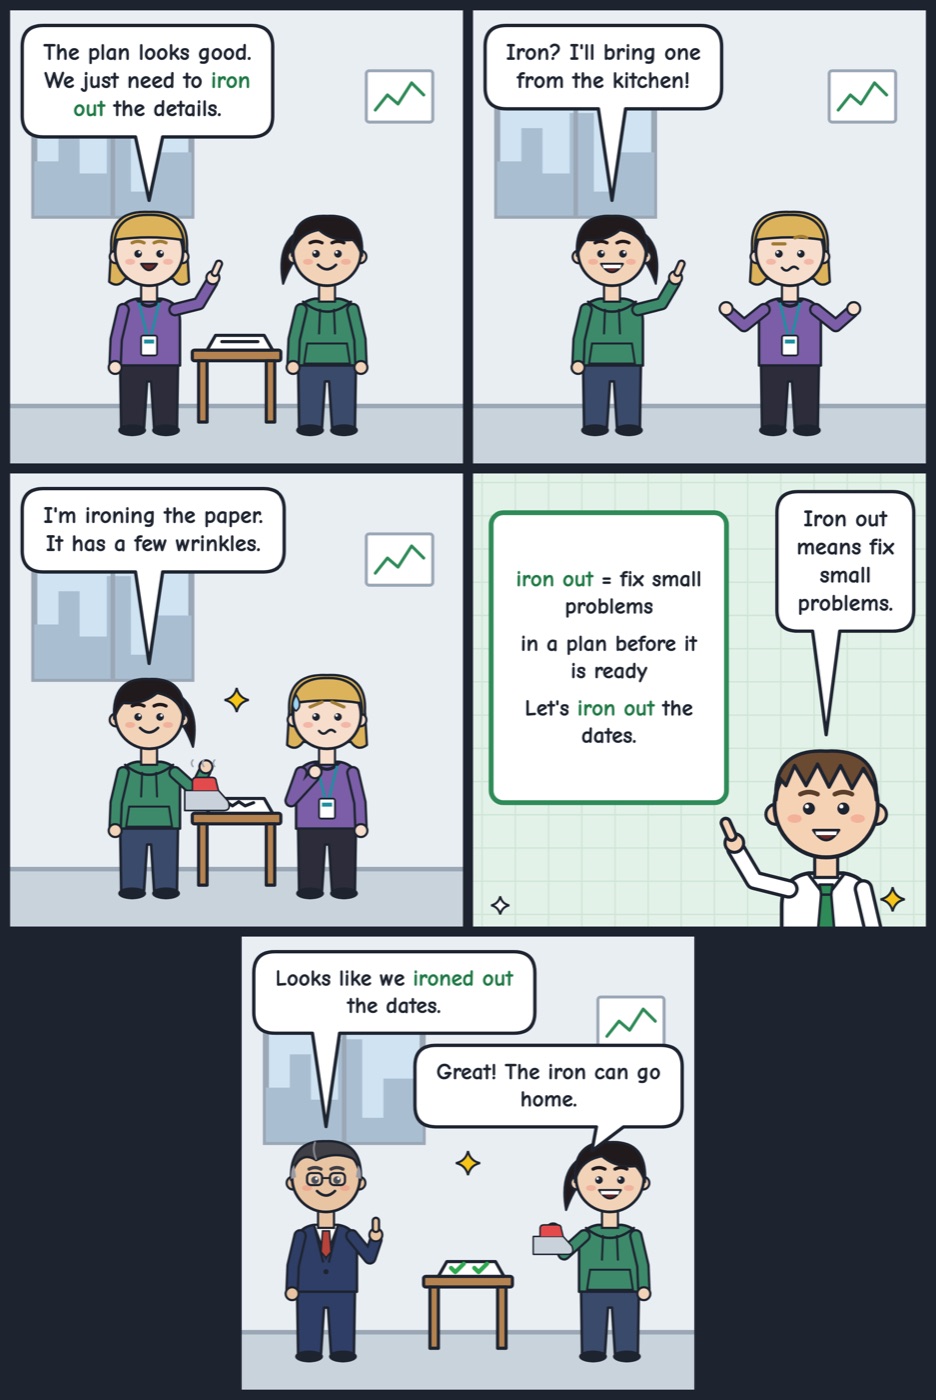 The plan looks good.
We just need to iron
out the details.
Iron? I'll bring one
from the kitchen!
I'm ironing the paper.
It has a few wrinkles.
iron out = fix small
problems
in a plan before it
is ready
Let's iron out the
dates.
Iron out
means fix
small
problems.
Looks like we ironed out
the dates.
Great! The iron can go
home.